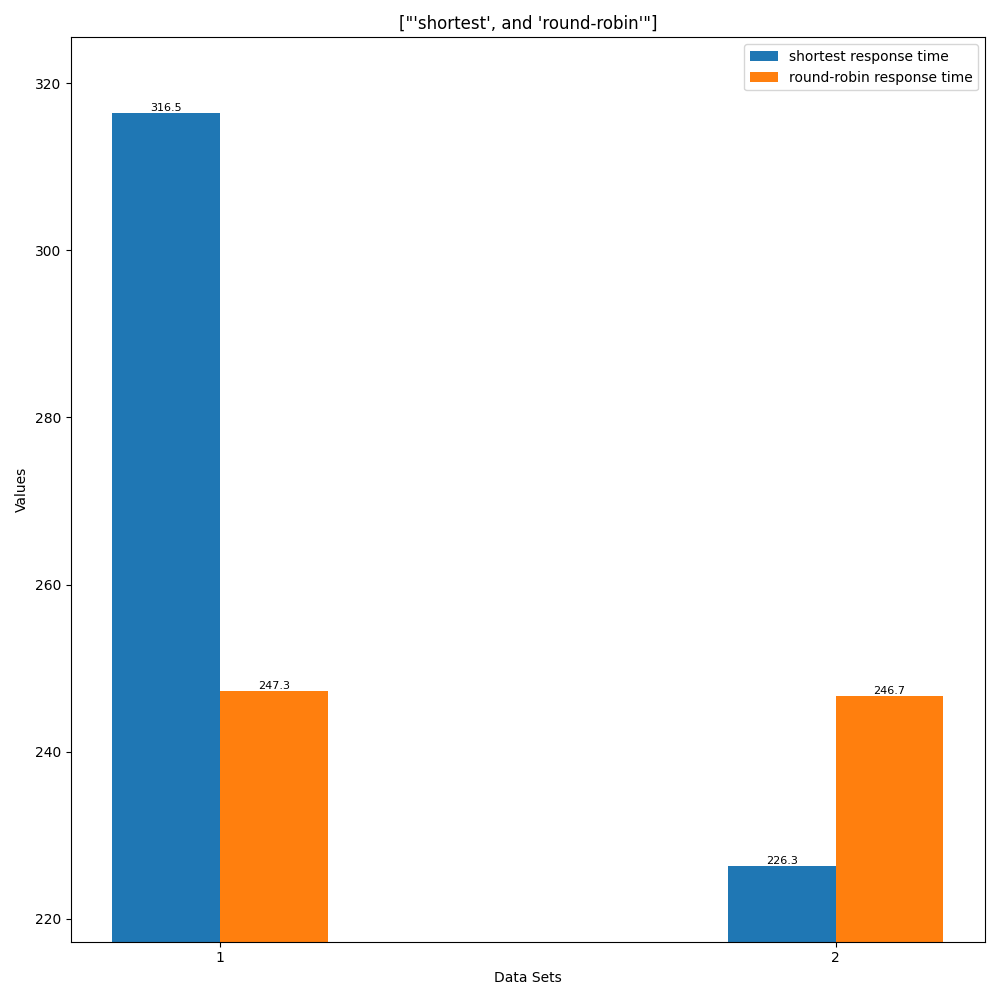 ["'shortest', and 'round-robin'"]
shortest response time
round-robin response time
320
300
280
260
240
220
Values
316.5
247.3
226.3
246.7
1
2
Data Sets